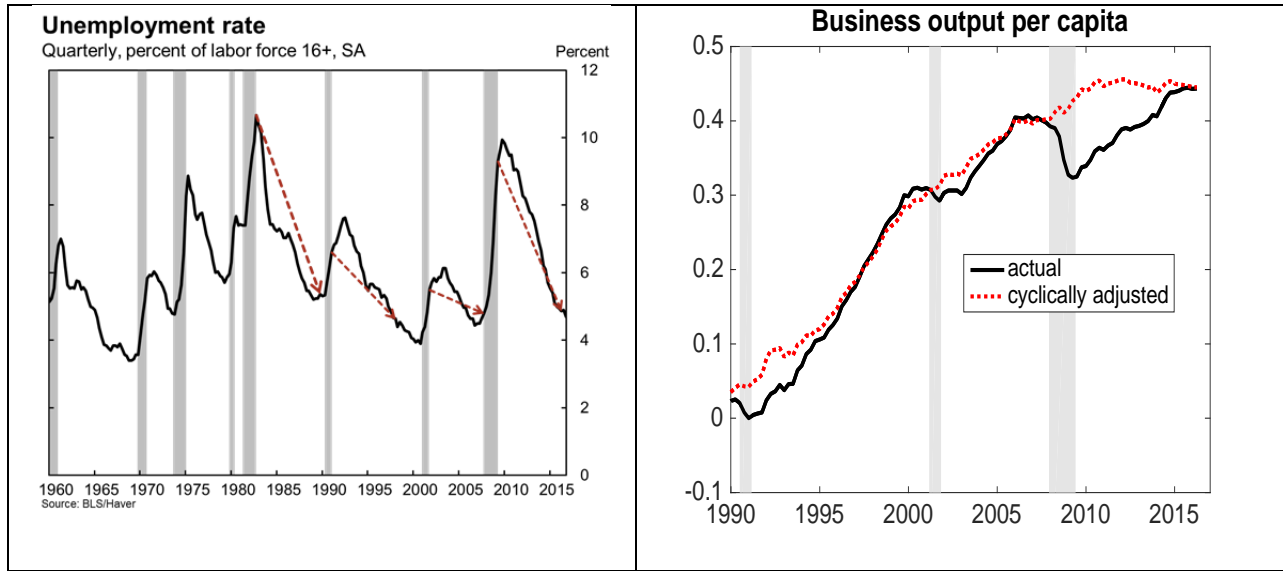 Unemployment rate
Quarterly, percent of labor force 16+, SA
Percent
12
10
8
6
4
2
0
1960 1965 1970 1975 1980 1985 1990 1995 2000 2005 2010 2015
Source: BLS/Haver
Business output per capita
0.5
0.4
0.3
0.2
0.1
0
-0.1
actual
cyclically adjusted
1990 1995 2000 2005 2010 2015